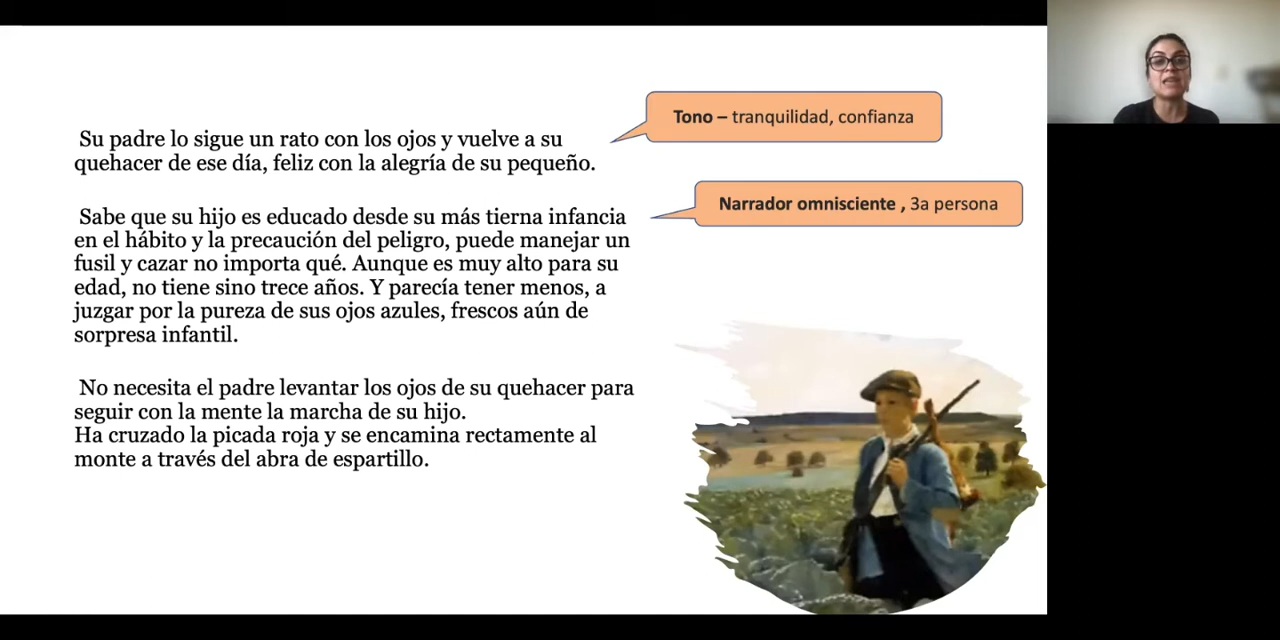 Su padre lo sigue un rato con los ojos y vuelve a su
quehacer de ese día, feliz con la alegría de su pequeño.
Tono – tranquilidad, confianza
Sabe que su hijo es educado desde su más tierna infancia
en el hábito y la precaución del peligro, puede manejar un
fusil y cazar no importa qué. Aunque es muy alto para su
edad, no tiene sino trece años. Y parecía tener menos, a
juzgar por la pureza de sus ojos azules, frescos aún de
sorpresa infantil.
Narrador omnisciente , 3a persona
No necesita el padre levantar los ojos de su quehacer para
seguir con la mente la marcha de su hijo.
Ha cruzado la picada roja y se encamina rectamente al
monte a través del abra de espartillo.